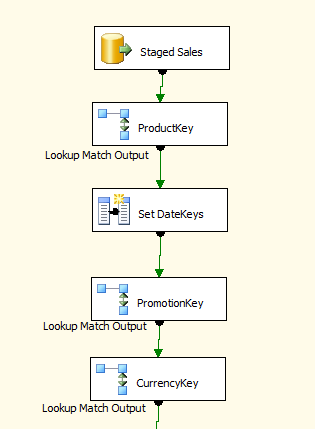 Staged Sales
ProductKey
Lookup Match Output
Set DateKeys
PromotionKey
Lookup Match Output
CurrencyKey
Lookup Match Output